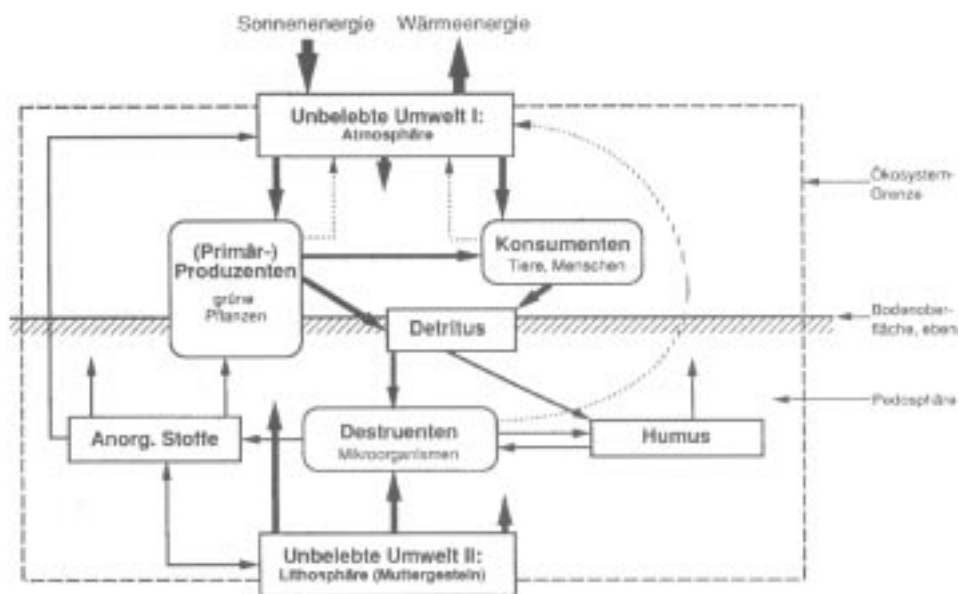 Sonnenenergie Wärmeenergie
Unbelebte Umwelt I:
Atmosphäre
Ökosystem-
Grenze
(Primär-)
Produzenten
grüne
Pflanzen
Konsumenten
Tiere, Menschen
Detritus
Bodenober-
fläche, eben
Pedosphäre
Anorg. Stoffe
Destruenten
Mikroorganismen
Humus
Unbelebte Umwelt II:
Lithosphäre (Muttergestein)